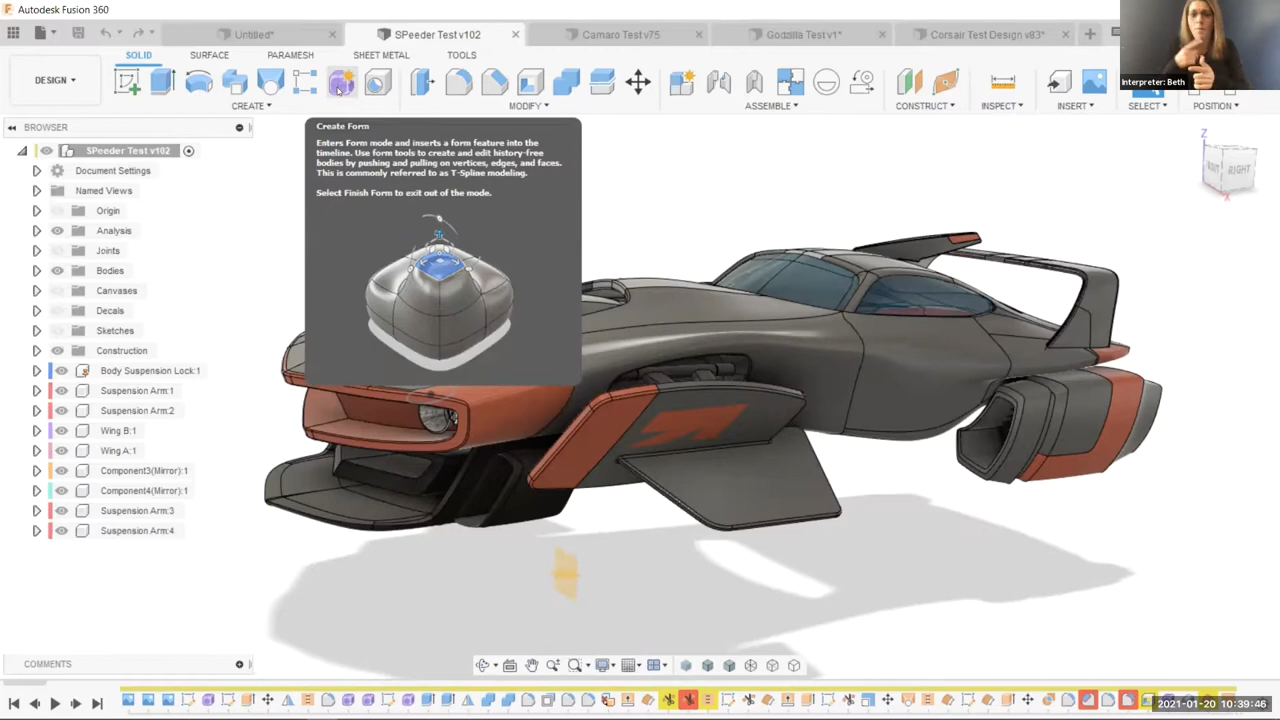 Autodesk Fusion 360
Untitled*
SPeeder Test v102
Camaro Test v75
Godzilla Test v1*
Corsair Test Design v83*
Interpreter: Beth
SOLID
SURFACE
PARAMESH
SHEET METAL
TOOLS
DESIGN
CREATE
MODIFY
ASSEMBLE
CONSTRUCT
INSPECT
INSERT
SELECT
POSITION
BROWSER
SPeeder Test v102
Document Settings
Named Views
Origin
Analysis
Joints
Bodies
Canvases
Decals
Sketches
Construction
Body Suspension Lock:1
Suspension Arm:1
Suspension Arm:2
Wing B:1
Wing A:1
Component3(Mirror):1
Component4(Mirror):1
Suspension Arm:3
Suspension Arm:4
Create Form
Enters Form mode and inserts a form feature into the
timeline. Use form tools to create and edit history-free
bodies by pushing and pulling on vertices, edges, and faces.
This is commonly referred to as T-Spline modeling.
Select Finish Form to exit out of the mode.
Z
RIGHT
X
COMMENTS
2021-01-20 10:39:46